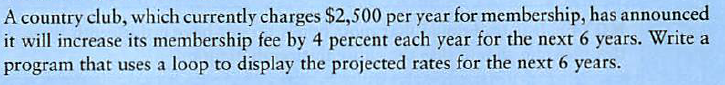 A country club, which currently charges $2,500 per year for membership, has announced
it will increase its membership fee by 4 percent each year for the next 6 years. Write a
program that uses a loop to display the projected rates for the next 6 years.